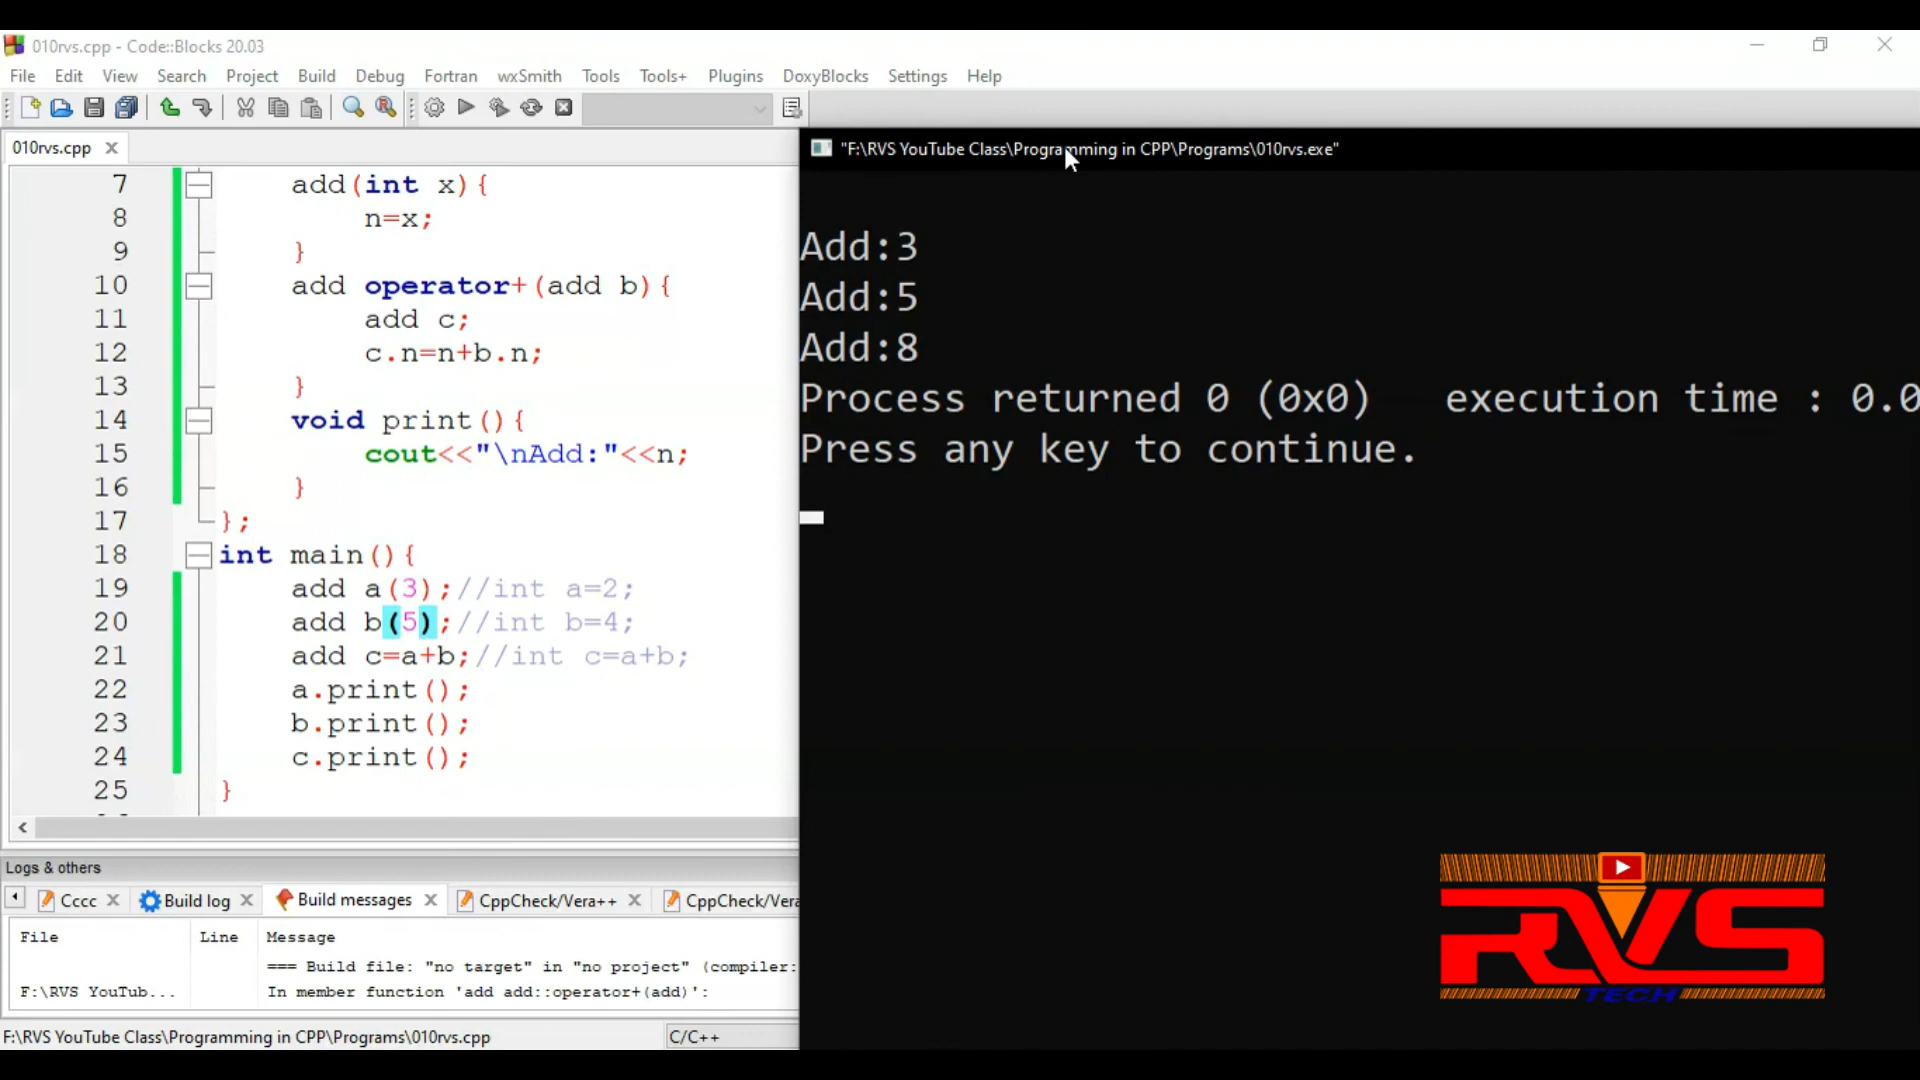 010rvs.cpp - Code::Blocks 20.03
File Edit View Search Project Build Debug Fortran wxSmith Tools Tools+ Plugins DoxyBlocks Settings Help
010rvs.cpp
7 add(int x){
8 n=x;
9 }
10 add operator+(add b){
11 add c;
12 c.n=n+b.n;
13 }
14 void print(){
15 cout<<"\nAdd:"<<n;
16 }
17 };
18 int main(){
19 add a(3);//int a=2;
20 add b(5);//int b=4;
21 add c=a+b;//int c=a+b;
22 a.print();
23 b.print();
24 c.print();
25 }
"F:\RVS YouTube Class\Programming in CPP\Programs\010rvs.exe"
Add:3
Add:5
Add:8
Process returned 0 (0x0) execution time : 0.0
Press any key to continue.
Logs & others
Cccc Build log Build messages CppCheck/Vera++ CppCheck/Vera
File Line Message
=== Build file: "no target" in "no project" (compiler:
F:\RVS YouTub... In member function 'add add::operator+(add)':
F:\RVS YouTube Class\Programming in CPP\Programs\010rvs.cpp C/C++
RVS
TECH